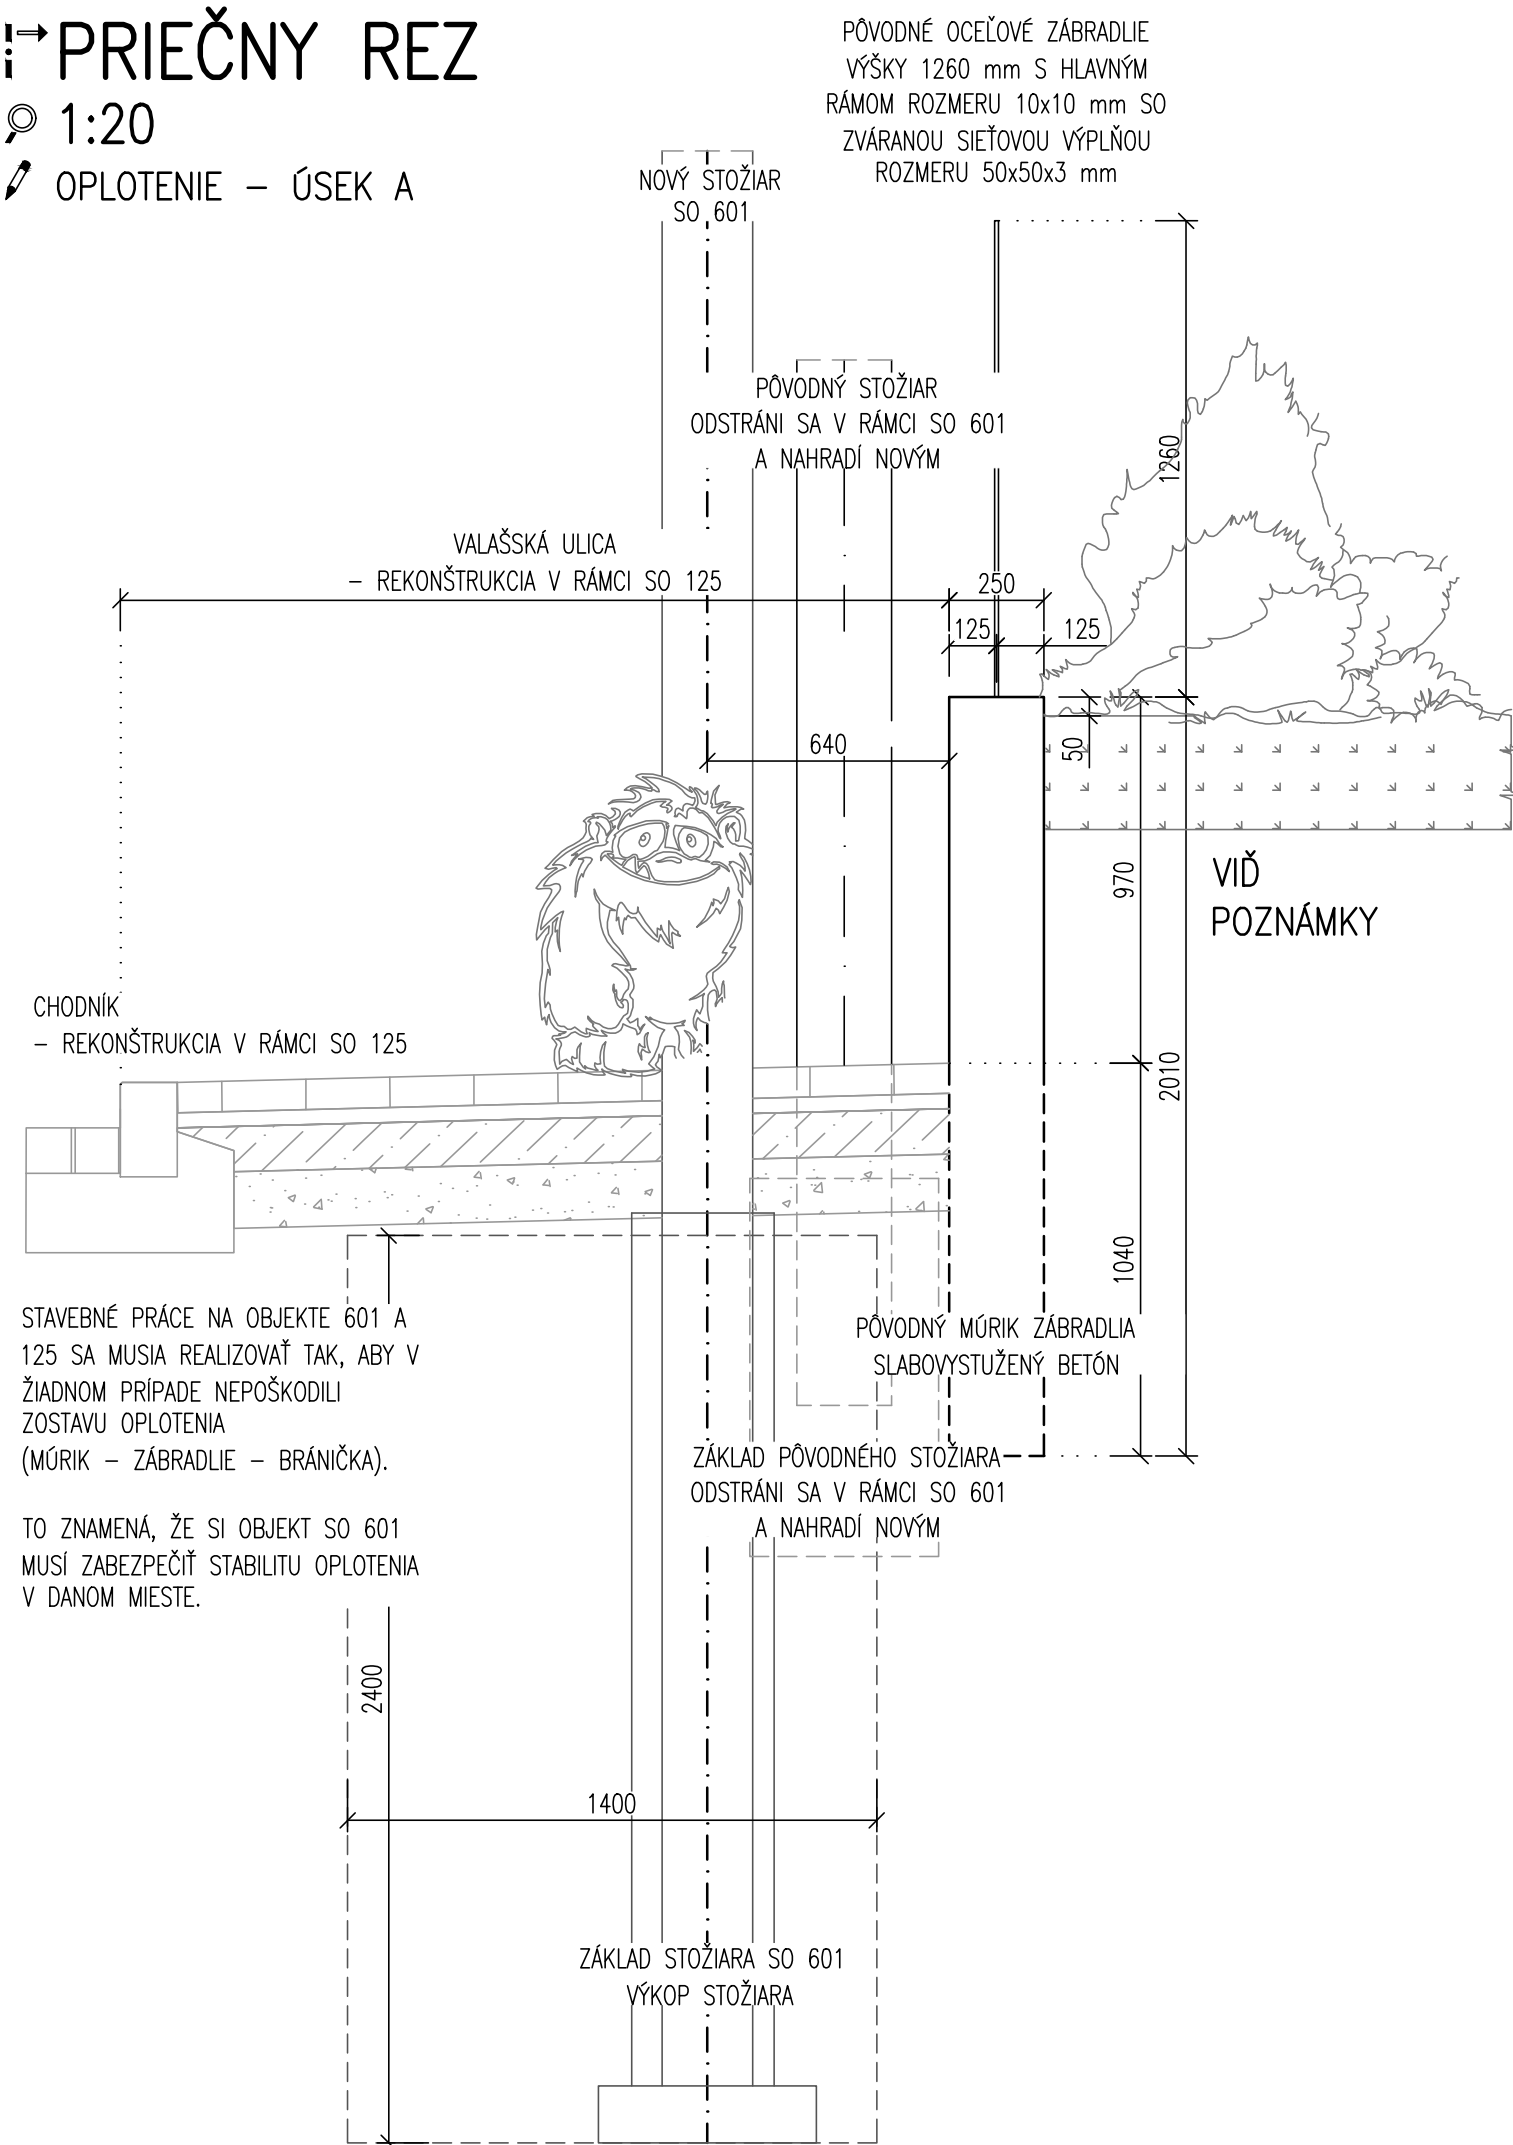 PRIEČNY REZ
1:20
OPLOTENIE – ÚSEK A
PÔVODNÉ OCEĽOVÉ ZÁBRADLIE
VÝŠKY 1260 mm S HLAVNÝM
RÁMOM ROZMERU 10x10 mm SO
ZVÁRANOU SIEŤOVOU VÝPLŇOU
ROZMERU 50x50x3 mm
NOVÝ STOŽIAR
SO 601
PÔVODNÝ STOŽIAR
ODSTRÁNI SA V RÁMCI SO 601
A NAHRADÍ NOVÝM
1260
VALAŠSKÁ ULICA
– REKONŠTRUKCIA V RÁMCI SO 125
250
125
125
640
50
970
VIĎ
POZNÁMKY
CHODNÍK
– REKONŠTRUKCIA V RÁMCI SO 125
2010
1040
STAVEBNÉ PRÁCE NA OBJEKTE 601 A
125 SA MUSIA REALIZOVAŤ TAK, ABY V
ŽIADNOM PRÍPADE NEPOŠKODILI
ZOSTAVU OPLOTENIA
(MÚRIK – ZÁBRADLIE – BRÁNIČKA).
TO ZNAMENÁ, ŽE SI OBJEKT SO 601
MUSÍ ZABEZPEČIŤ STABILITU OPLOTENIA
V DANOM MIESTE.
PÔVODNÝ MÚRIK ZÁBRADLIA
SLABOVYSTUŽENÝ BETÓN
ZÁKLAD PÔVODNÉHO STOŽIARA
ODSTRÁNI SA V RÁMCI SO 601
A NAHRADÍ NOVÝM
2400
1400
ZÁKLAD STOŽIARA SO 601
VÝKOP STOŽIARA